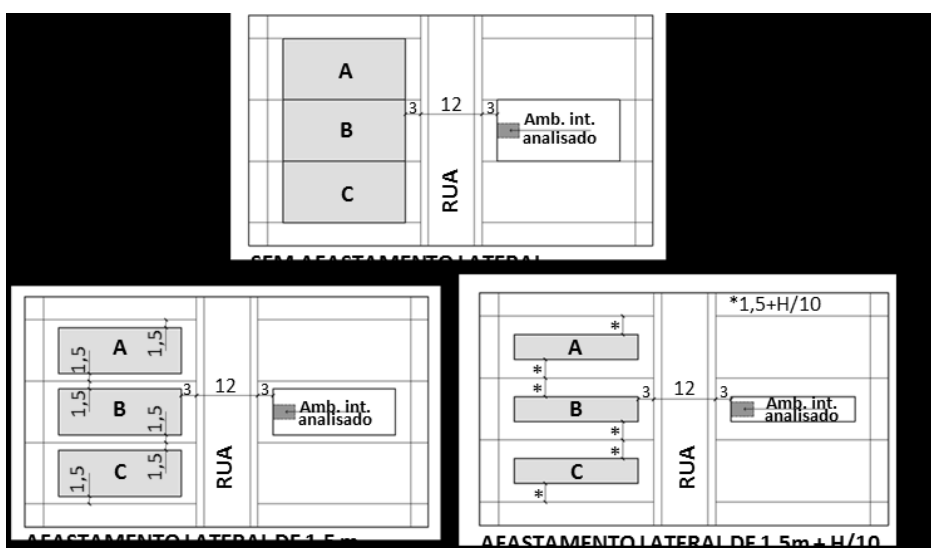 A
B
C
3
12
3
RUA
Amb. int.
analisado
SEM AFASTAMENTO LATERAL
A
B
C
1,5
1,5
1,5
1,5
1,5
1,5
3
12
3
RUA
Amb. int.
analisado
AFASTAMENTO LATERAL DE 1,5 m
*1,5+H/10
A
B
C
*
*
*
*
*
*
3
12
3
RUA
Amb. int.
analisado
AFASTAMENTO LATERAL DE 1,5m + H/10